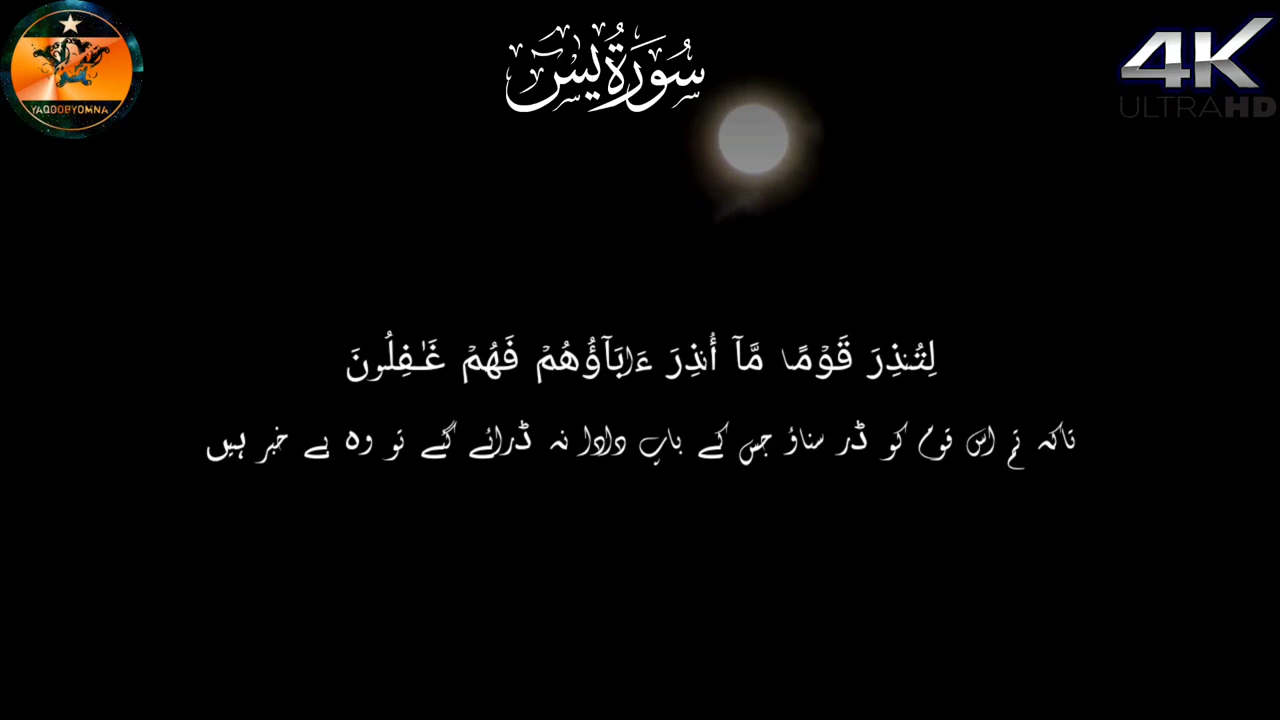 YAQOOBYOMNA
سُورَةُ يس
4K
ULTRAHD
لِتُنذِرَ قَوْمًا مَّآ أُنذِرَ ءَابَآؤُهُمْ فَهُمْ غَـٰفِلُونَ
تاکہ تم اس قوم کو ڈر سناؤ جس کے باپ دادا نہ ڈرائے گئے تو وہ بے خبر ہیں